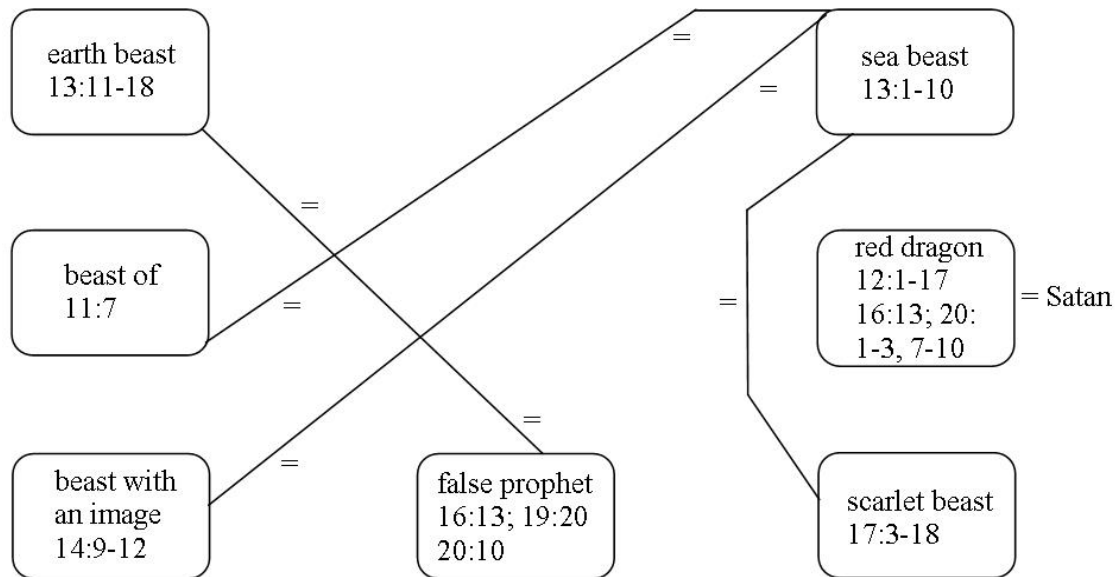 earth beast
13:11-18
=
sea beast
13:1-10
=
=
beast of
11:7
=
=
red dragon
12:1-17
16:13; 20:
1-3, 7-10
= Satan
beast with
an image
14:9-12
=
=
false prophet
16:13; 19:20
20:10
scarlet beast
17:3-18